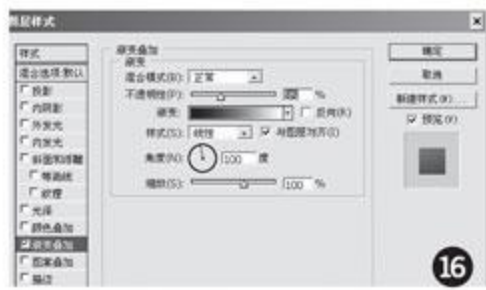 图层样式
样式
混合选项:默认
投影
内阴影
外发光
内发光
斜面和浮雕
等高线
纹理
光泽
颜色叠加
渐变叠加
图案叠加
描边
渐变叠加
渐变
混合模式(B): 正常
不透明性(P): %
渐变: 反向(R)
样式(S): 线性 与图层对齐(I)
角度(N): 100 度
缩放(S): 100 %
确定
取消
新建样式(W)...
预览(V)
16